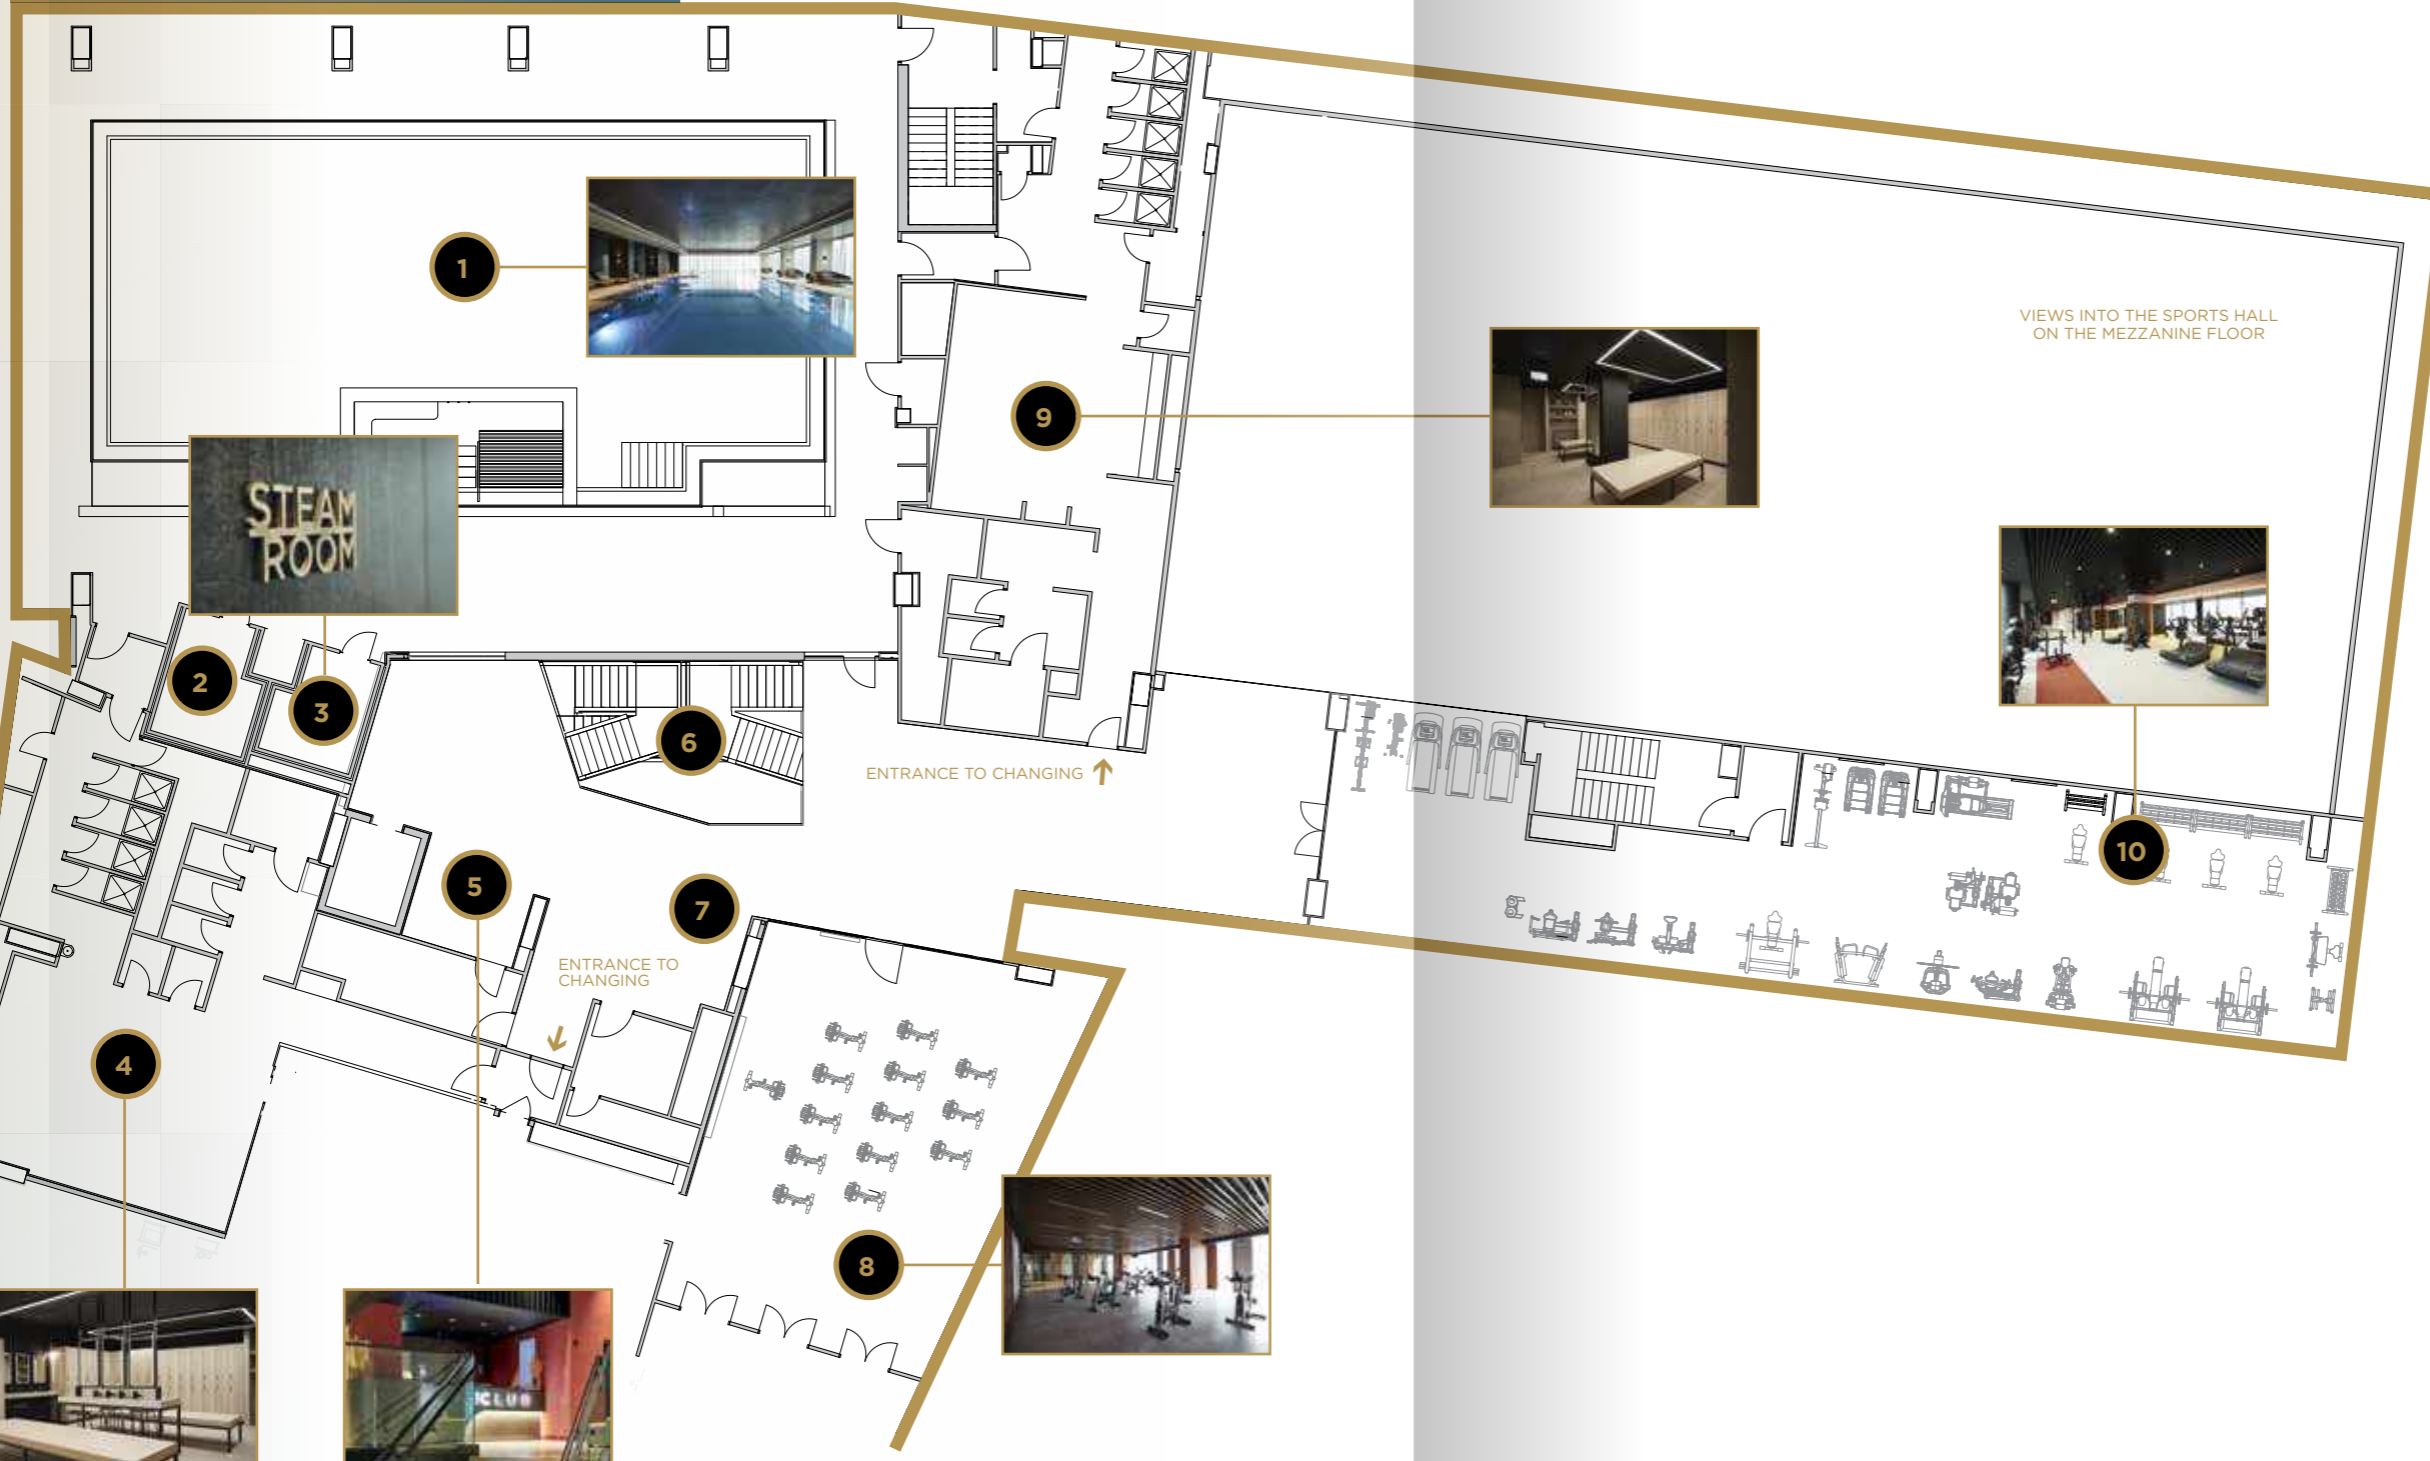 1
VIEWS INTO THE SPORTS HALL
ON THE MEZZANINE FLOOR
9
STEAM
ROOM
2
3
6
ENTRANCE TO CHANGING
10
5
7
ENTRANCE TO
CHANGING
4
8
CLUB